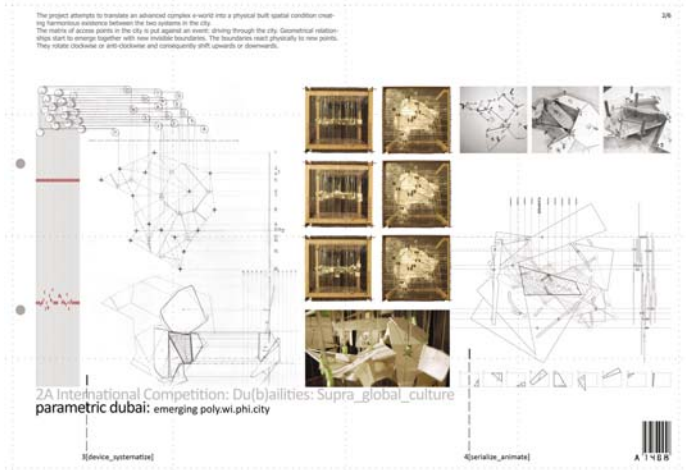 The project attempts to translate an advanced complex e-world into a physical built spatial condition creat-
ing harmonious existence between the two systems in the city.
The matrix of access points in the city is put against an event: driving through the city. Geometrical relation-
ships start to emerge together with new invisible boundaries. The boundaries react physically to new points.
They rotate clockwise or anti-clockwise and consequently shift upwards or downwards.
2/6
2A International Competition: Du(b)ailities: Supra_global_culture
parametric dubai: emerging poly.wi.phi.city
3[device_systematize]
4[serialize_animate]
A1468